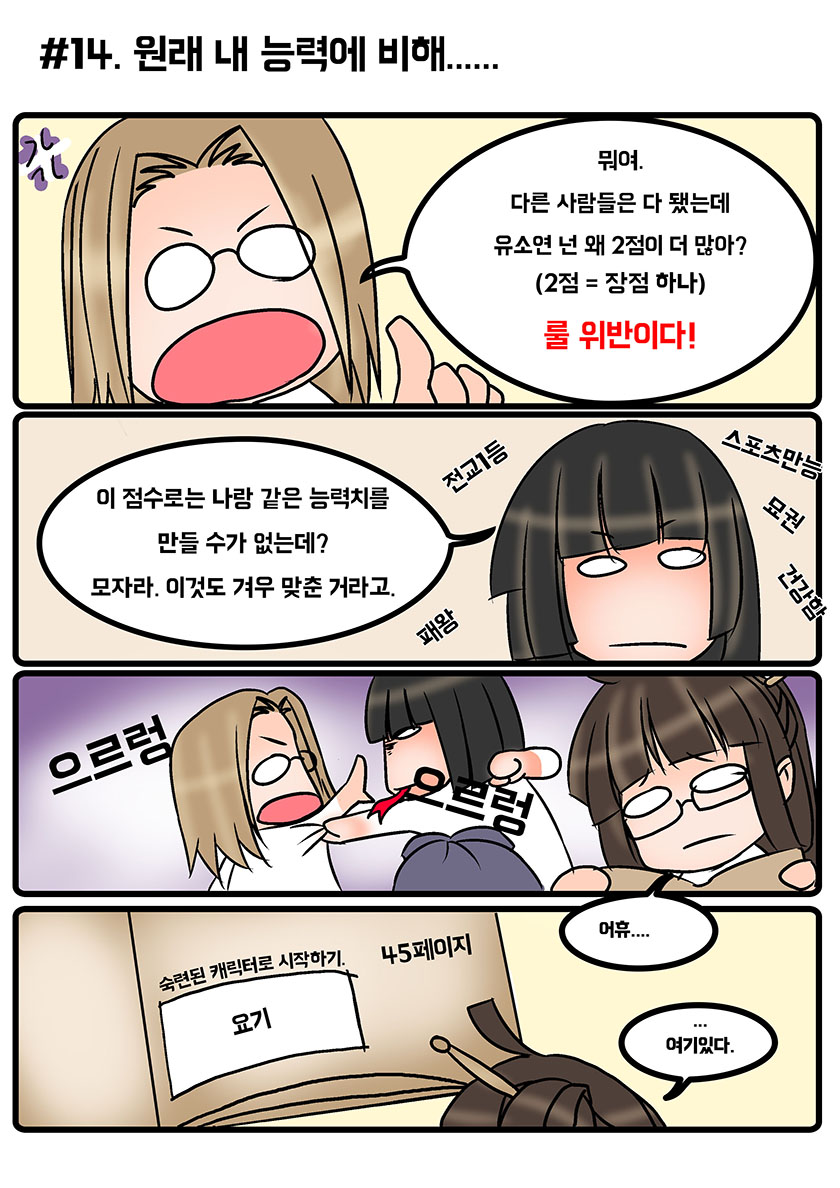 #14. 원래 내 능력에 비해......
뭐여.
다른 사람들은 다 됐는데
유소연 넌 왜 2점이 더 많아?
(2점 = 장점 하나)
룰 위반이다!
전교1등
스포츠만능
묘권
건강함
패왕
이 점수로는 나랑 같은 능력치를
만들 수가 없는데?
모자라. 이것도 겨우 맞춘 거라고.
으르렁
으르렁
어휴....
숙련된 캐릭터로 시작하기.
45페이지
요기
...
여기있다.